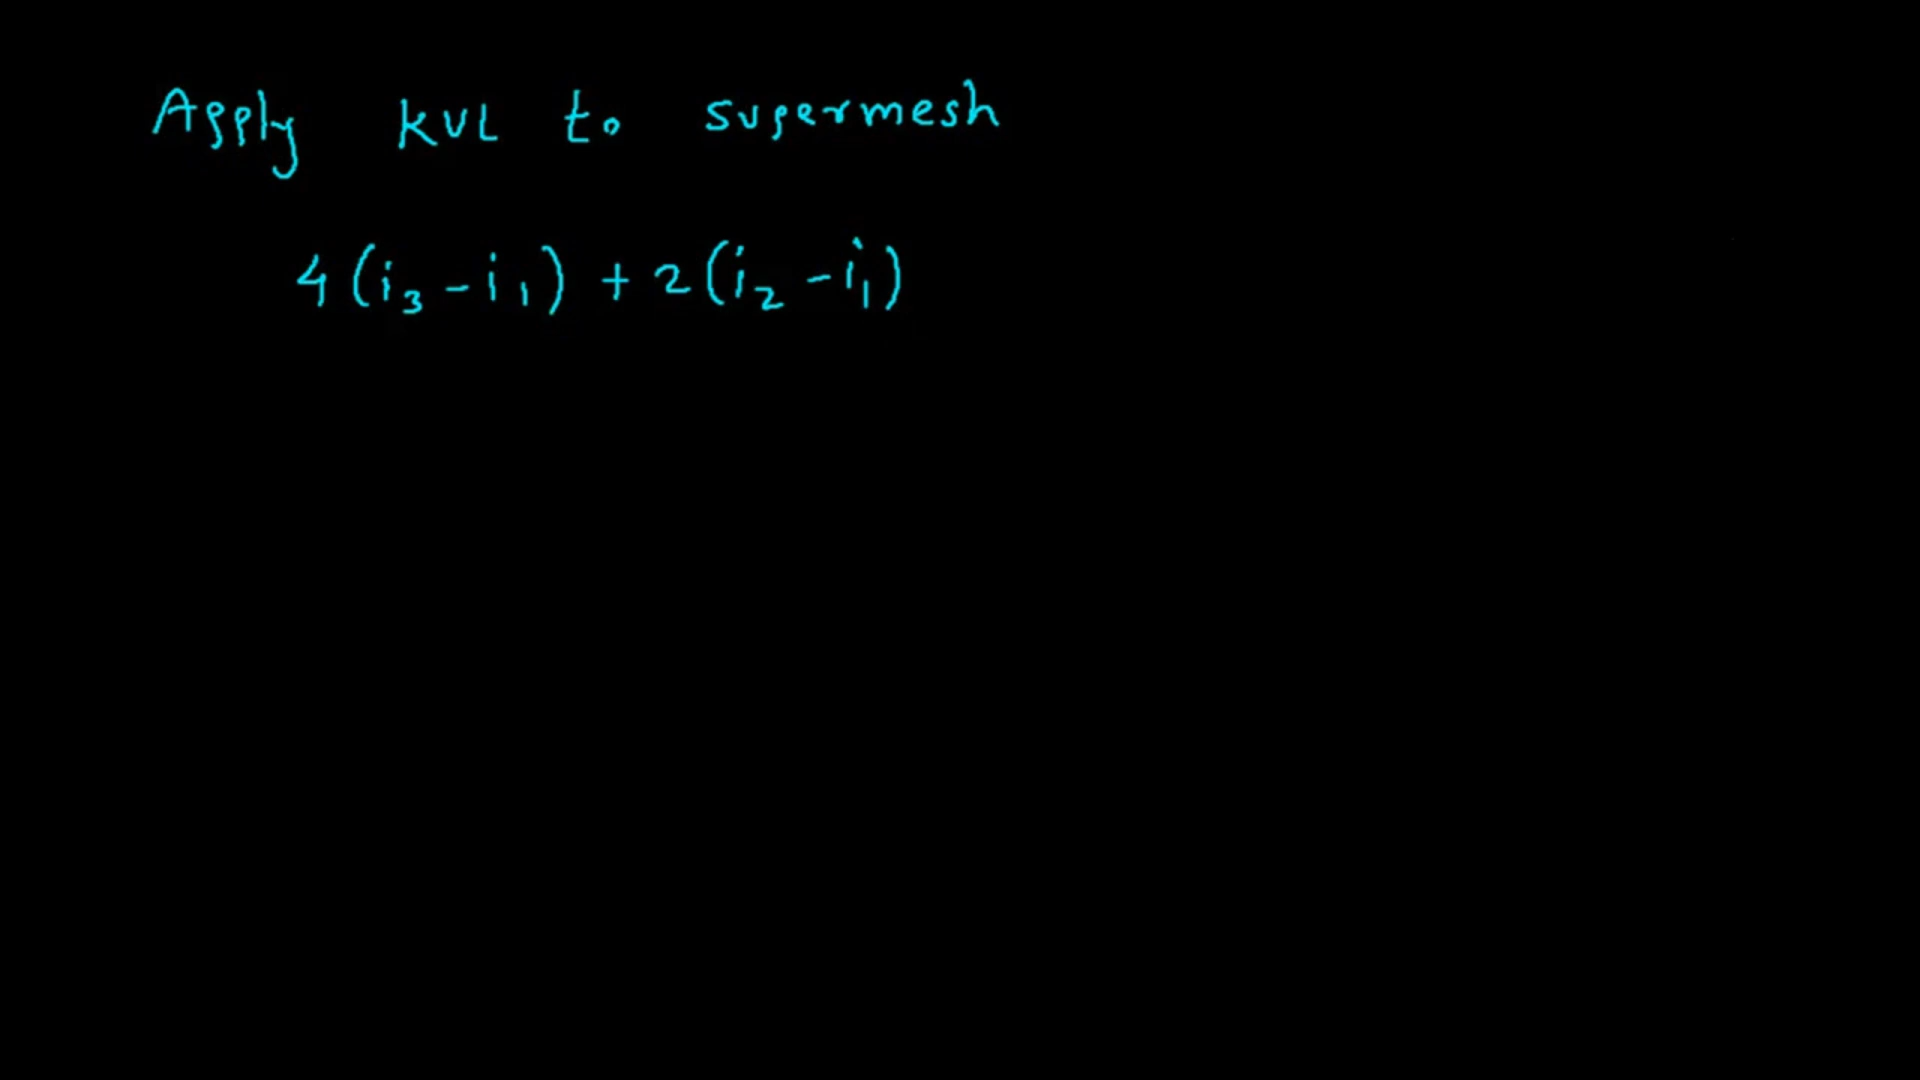 Apply KVL to supermesh
4(i₃ - i₁) + 2(i₂ - i₁)